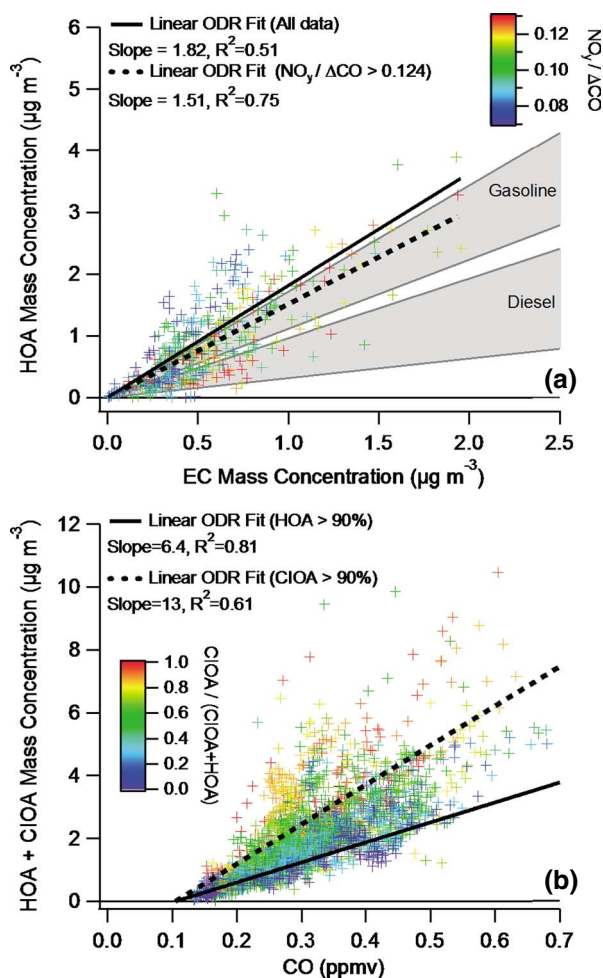 Linear ODR Fit (All data)
Slope = 1.82, R²=0.51
Linear ODR Fit (NOy / ΔCO > 0.124)
Slope = 1.51, R²=0.75
0.12
0.10
0.08
NOy / ΔCO
6
5
4
3
2
1
0
HOA Mass Concentration (µg m⁻³)
Gasoline
Diesel
(a)
0.0 0.5 1.0 1.5 2.0 2.5
EC Mass Concentration (µg m⁻³)
Linear ODR Fit (HOA > 90%)
Slope=6.4, R²=0.81
Linear ODR Fit (CIOA > 90%)
Slope=13, R²=0.61
1.0
0.8
0.6
0.4
0.2
0.0
CIOA / (CIOA+HOA)
12
10
8
6
4
2
0
HOA + CIOA Mass Concentration (µg m⁻³)
(b)
0.0 0.1 0.2 0.3 0.4 0.5 0.6 0.7
CO (ppmv)